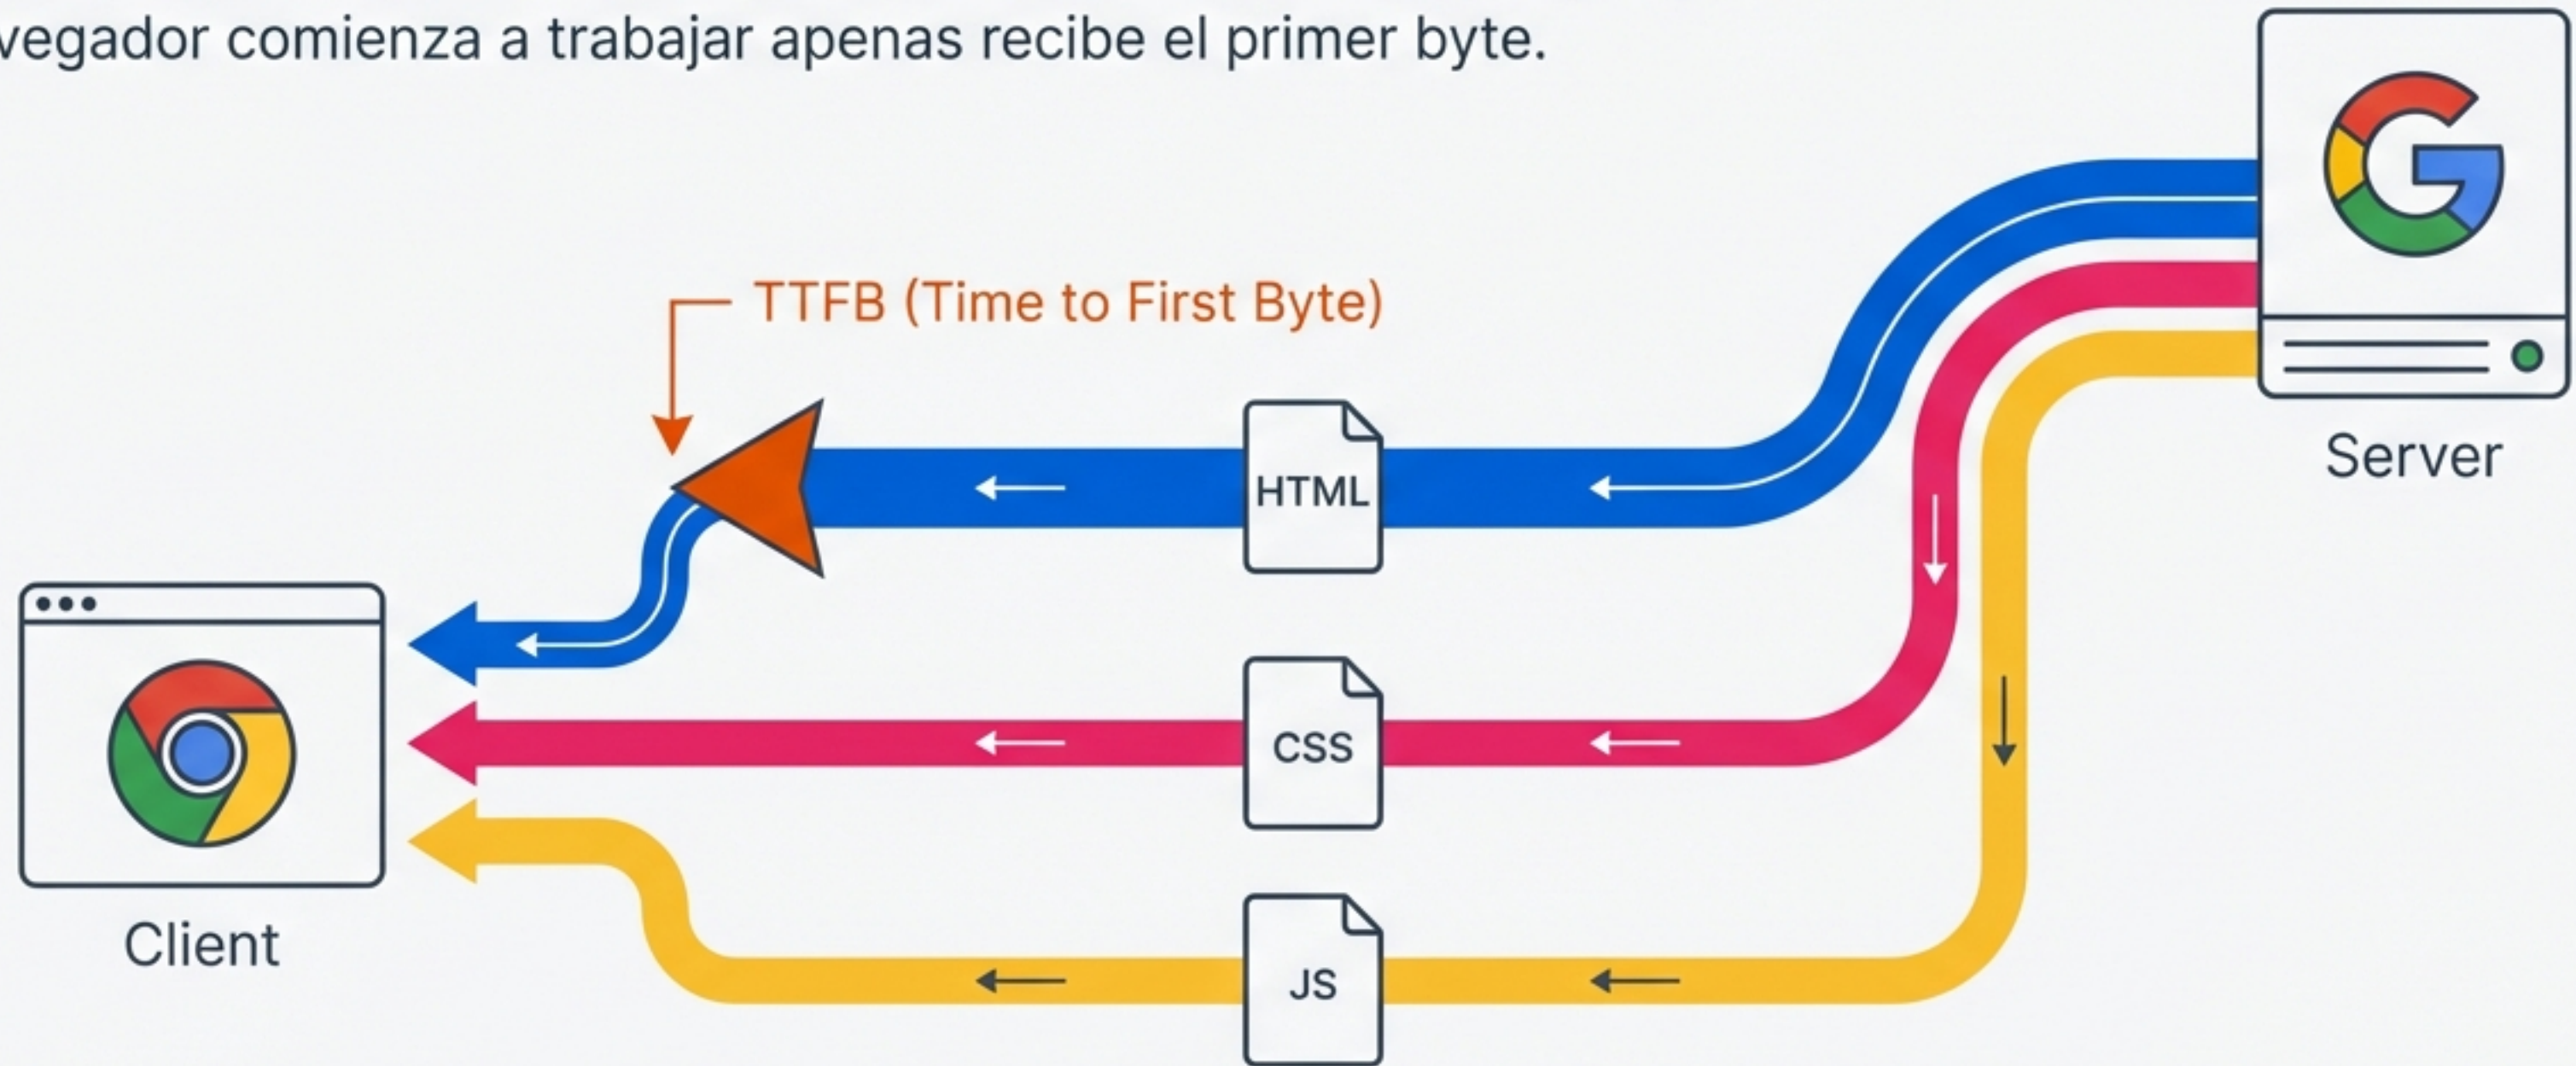 vegador comienza a trabajar apenas recibe el primer byte.
TTFB (Time to First Byte)
Server
HTML
CSS
Client
JS